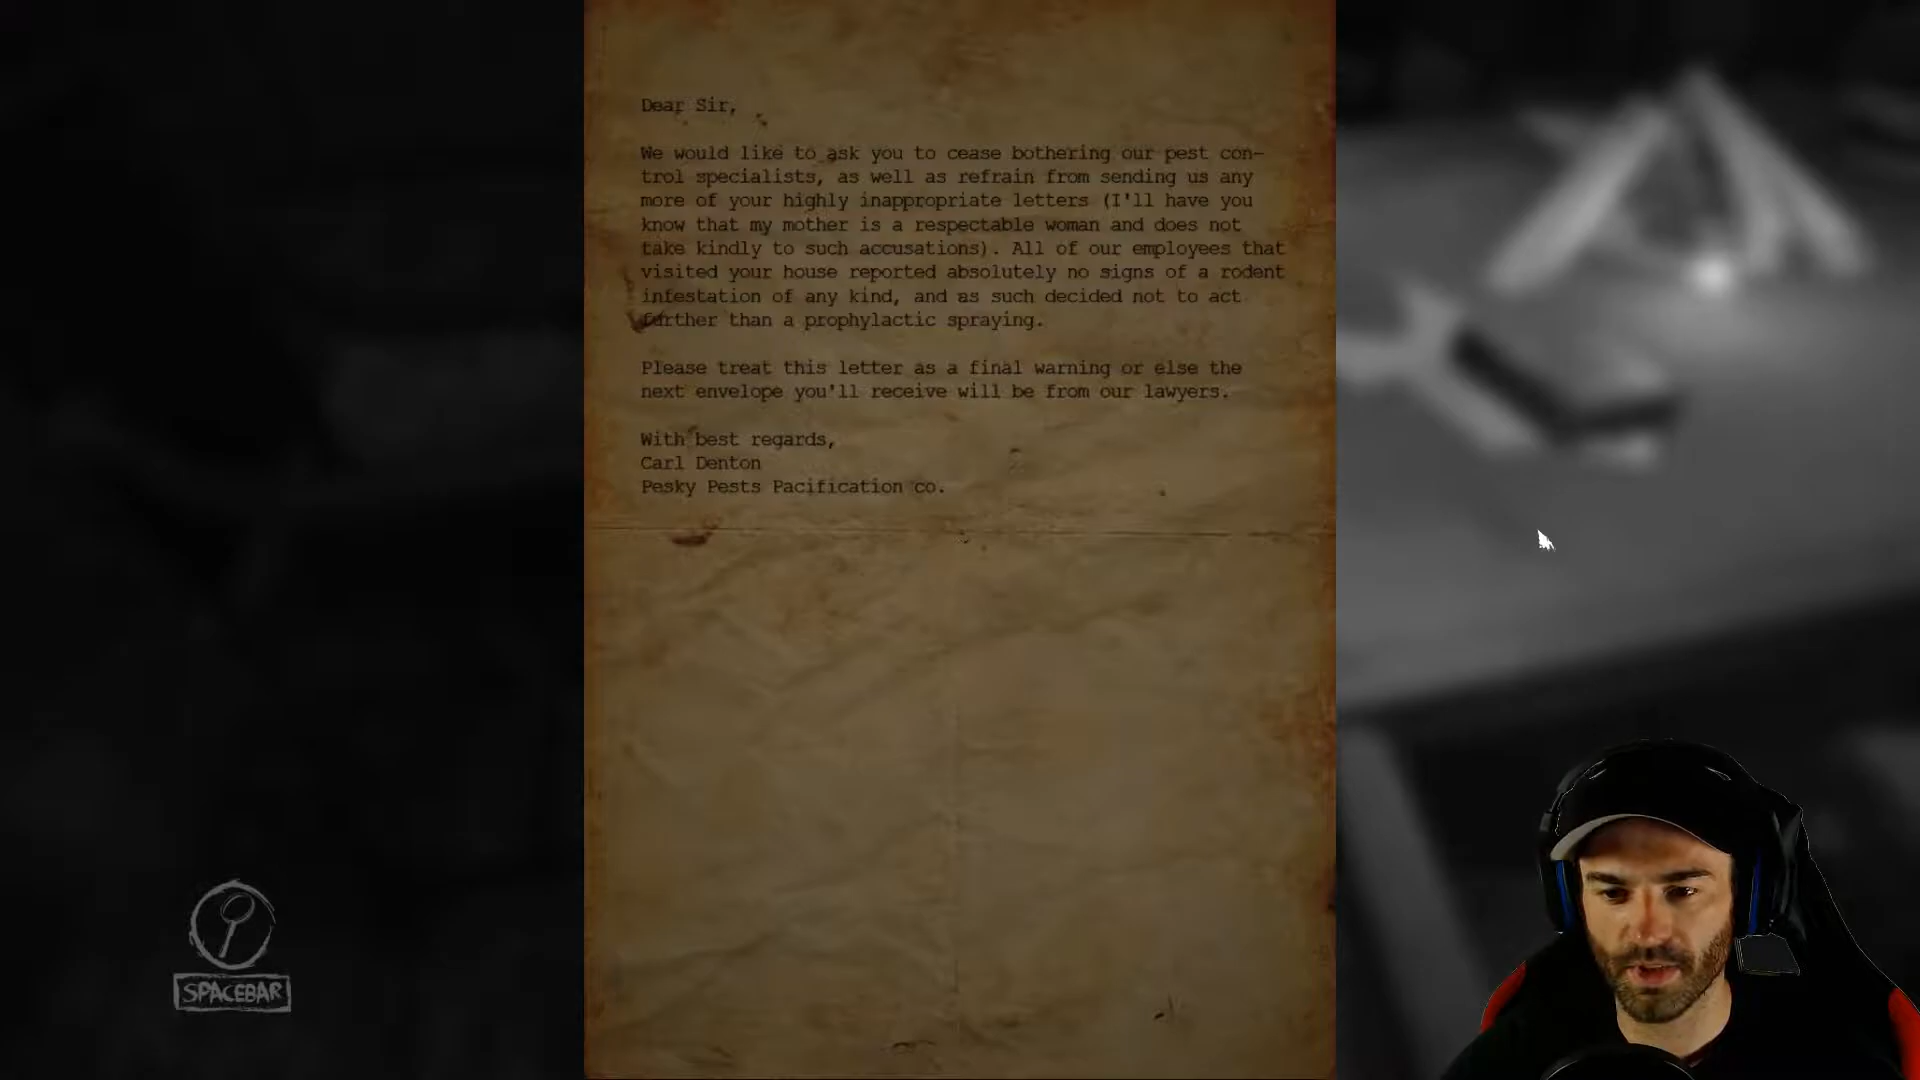 Dear Sir,
We would like to ask you to cease bothering our pest con-
trol specialists, as well as refrain from sending us any
more of your highly inappropriate letters (I'll have you
know that my mother is a respectable woman and does not
take kindly to such accusations). All of our employees that
visited your house reported absolutely no signs of a rodent
infestation of any kind, and as such decided not to act
further than a prophylactic spraying.
Please treat this letter as a final warning or else the
next envelope you'll receive will be from our lawyers.
With best regards,
Carl Denton
Pesky Pests Pacification co.
SPACEBAR